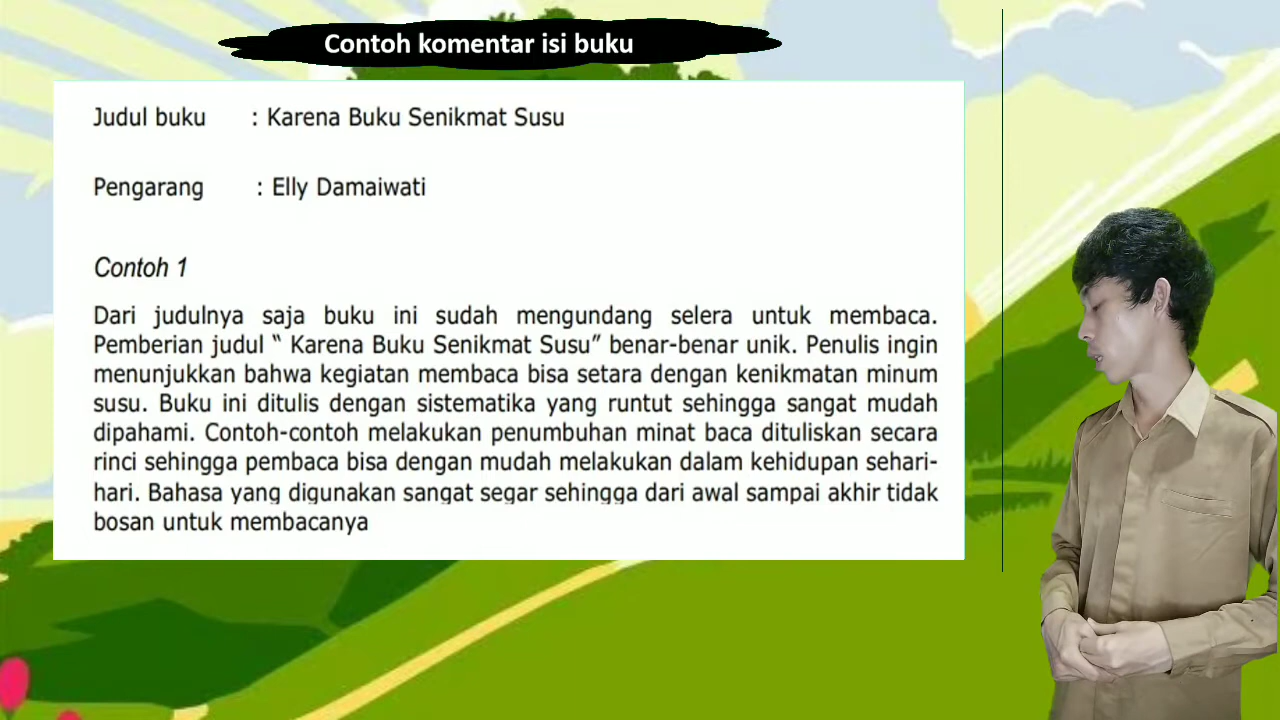 Contoh komentar isi buku
Judul buku : Karena Buku Senikmat Susu
Pengarang : Elly Damaiwati
Contoh 1
Dari judulnya saja buku ini sudah mengundang selera untuk membaca.
Pemberian judul “ Karena Buku Senikmat Susu” benar-benar unik. Penulis ingin
menunjukkan bahwa kegiatan membaca bisa setara dengan kenikmatan minum
susu. Buku ini ditulis dengan sistematika yang runtut sehingga sangat mudah
dipahami. Contoh-contoh melakukan penumbuhan minat baca dituliskan secara
rinci sehingga pembaca bisa dengan mudah melakukan dalam kehidupan sehari-
hari. Bahasa yang digunakan sangat segar sehingga dari awal sampai akhir tidak
bosan untuk membacanya